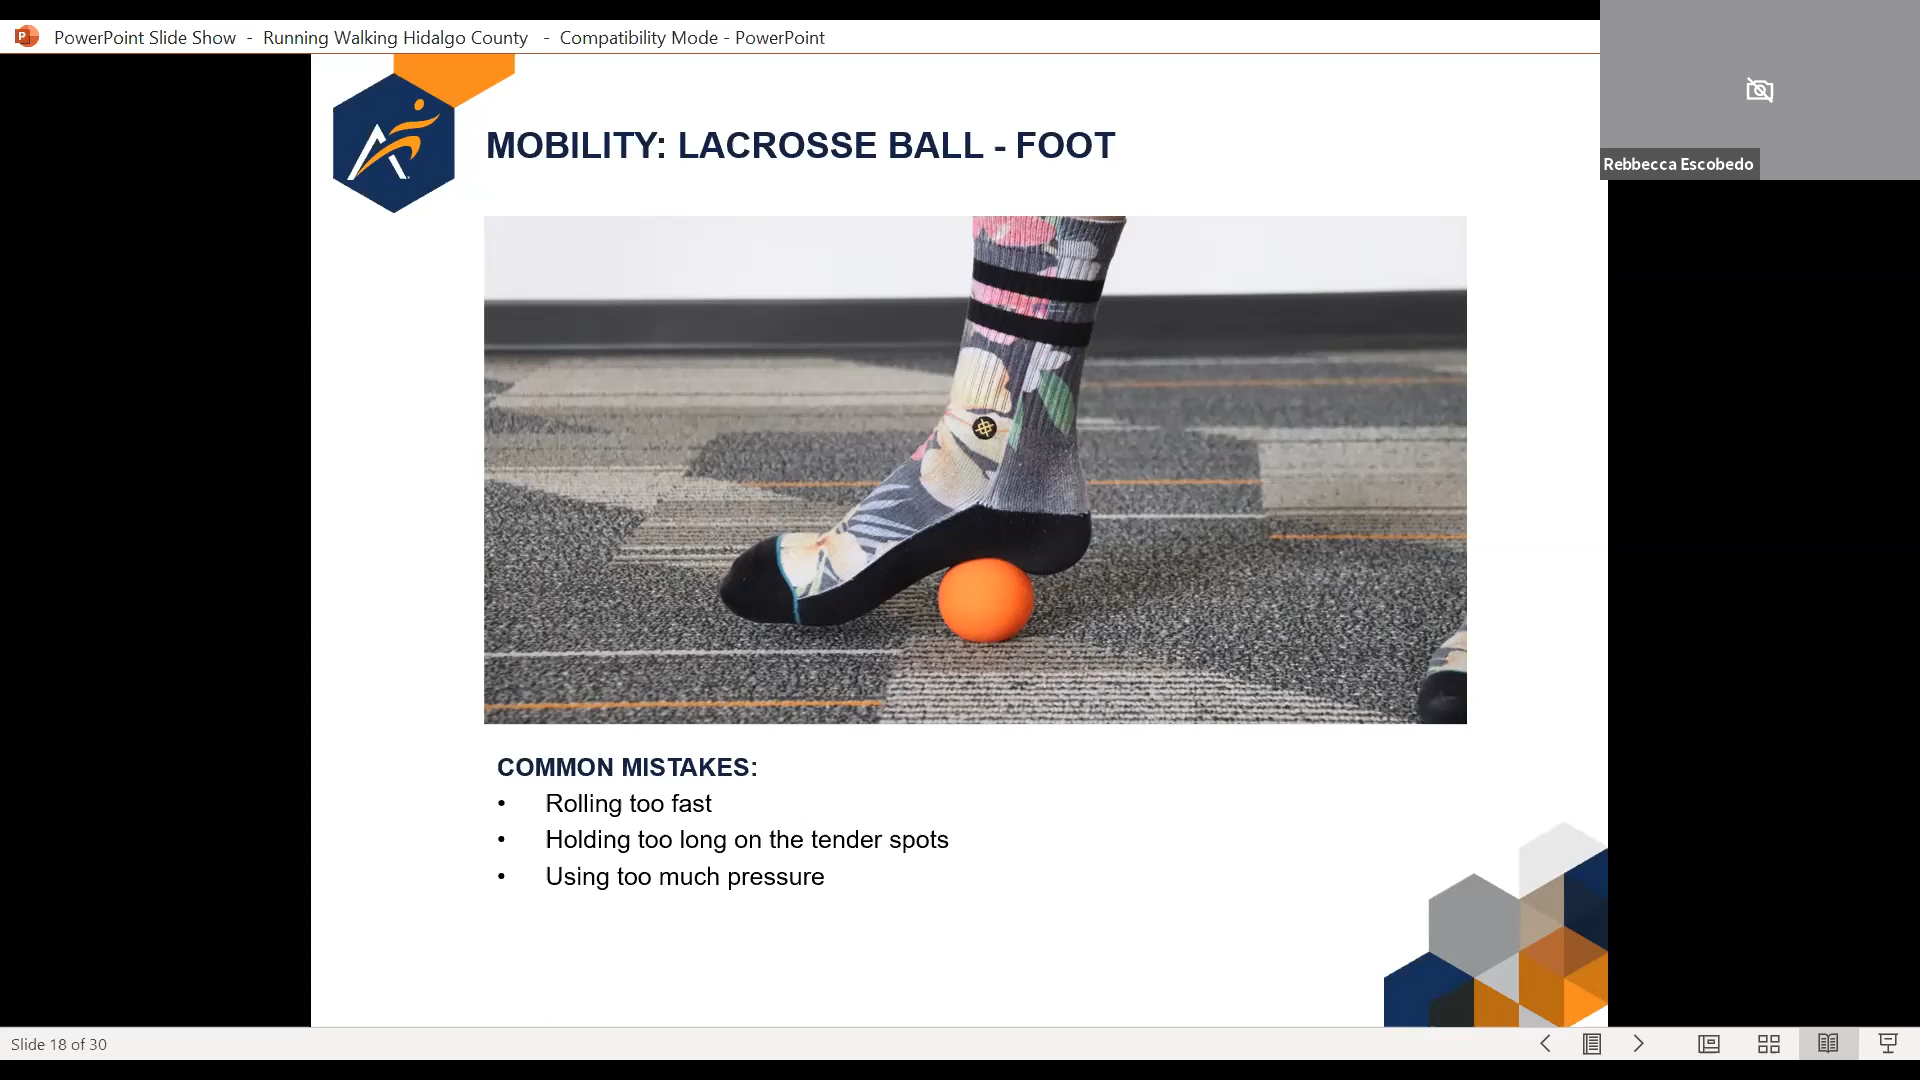 PowerPoint Slide Show - Running Walking Hidalgo County - Compatibility Mode - PowerPoint
Rebbecca Escobedo
MOBILITY: LACROSSE BALL - FOOT
COMMON MISTAKES:
• Rolling too fast
• Holding too long on the tender spots
• Using too much pressure
Slide 18 of 30